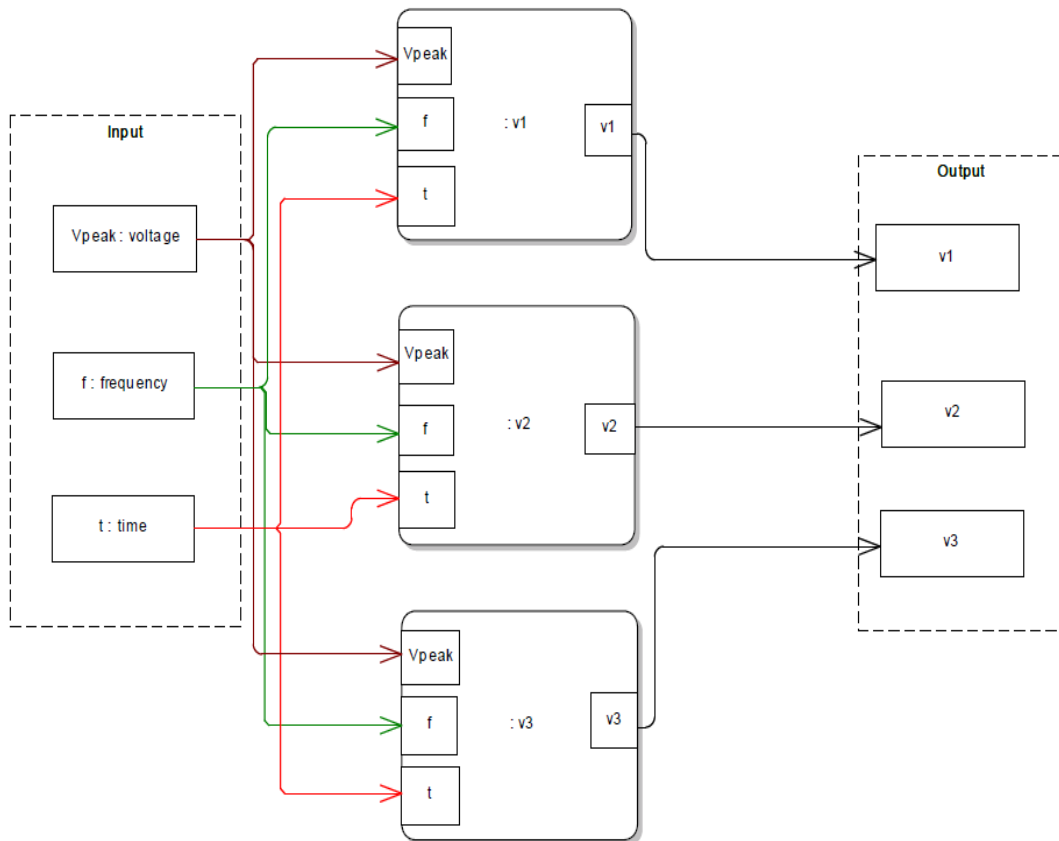 Input
Vpeak : voltage
f : frequency
t : time
Vpeak
f
t
: v1
v1
Vpeak
f
t
: v2
v2
Vpeak
f
t
: v3
v3
Output
v1
v2
v3